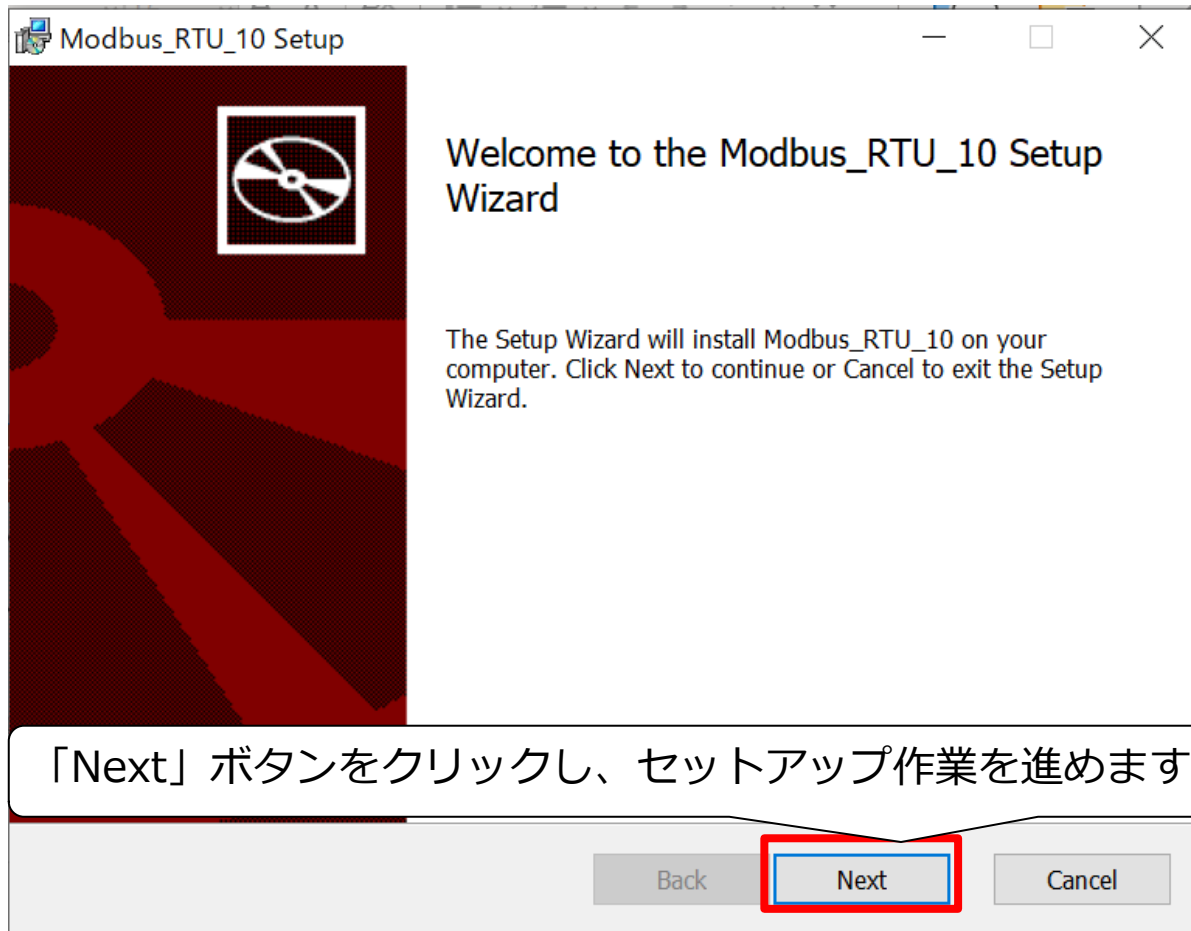 Modbus_RTU_10 Setup
Welcome to the Modbus_RTU_10 Setup
Wizard
The Setup Wizard will install Modbus_RTU_10 on your
computer. Click Next to continue or Cancel to exit the Setup
Wizard.
「Next」ボタンをクリックし、セットアップ作業を進めます
Back
Next
Cancel